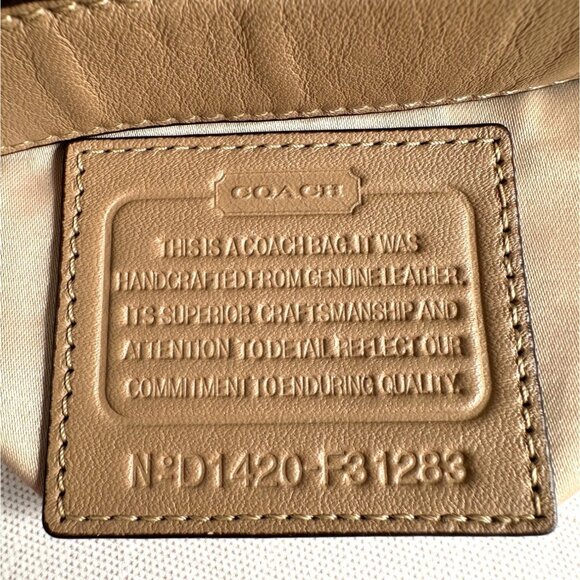 COACH
THIS IS A COACH BAG. IT WAS
HANDCRAFTED FROM GENUINE LEATHER.
ITS SUPERIOR CRAFTSMANSHIP AND
ATTENTION TO DETAIL REFLECT OUR
COMMITMENT TO ENDURING QUALITY.
Nº D1420-F31283